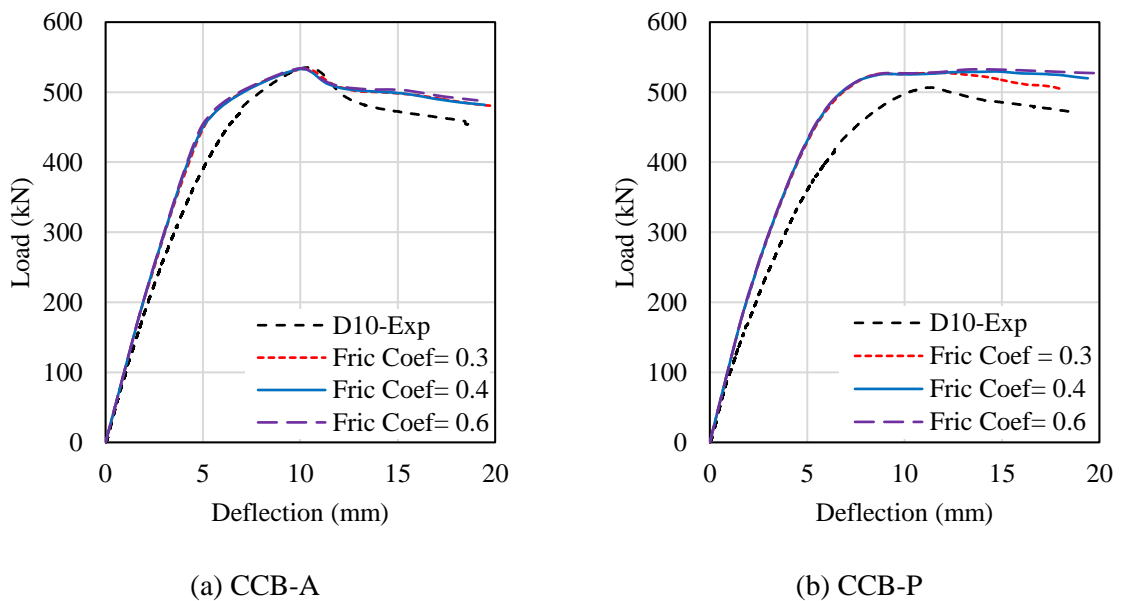 600
500
400
300
200
100
0
Load (kN)
D10-Exp
Fric Coef= 0.3
Fric Coef= 0.4
Fric Coef= 0.6
0 5 10 15 20
Deflection (mm)
(a) CCB-A
600
500
400
300
200
100
0
Load (kN)
D10-Exp
Fric Coef = 0.3
Fric Coef= 0.4
Fric Coef= 0.6
0 5 10 15 20
Deflection (mm)
(b) CCB-P